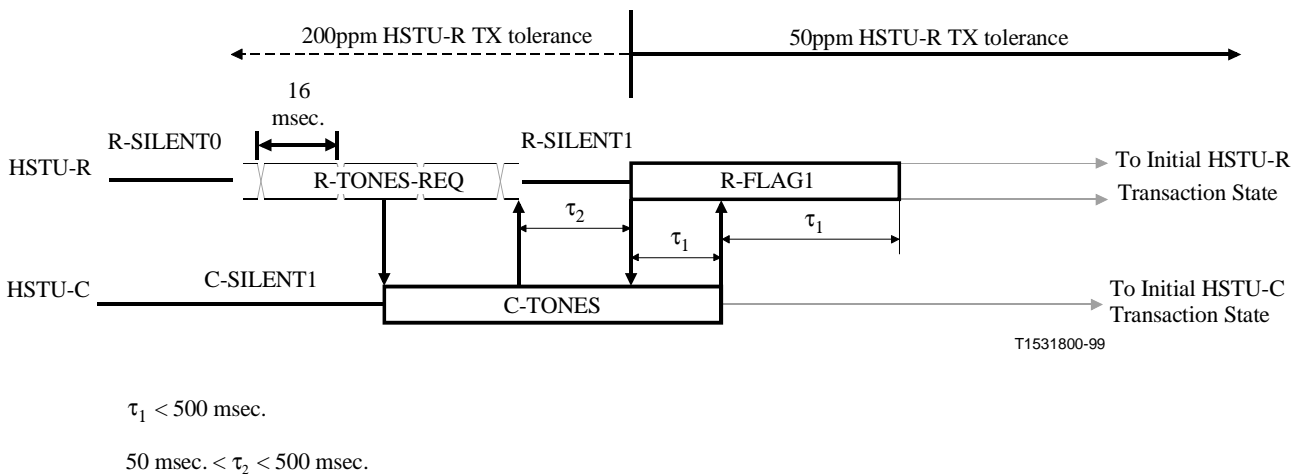 200ppm HSTU-R TX tolerance
50ppm HSTU-R TX tolerance
16
msec.
R-SILENT0
R-SILENT1
HSTU-R
R-TONES-REQ
R-FLAG1
To Initial HSTU-R
Transaction State
τ2
τ1
τ1
C-SILENT1
HSTU-C
C-TONES
To Initial HSTU-C
Transaction State
T1531800-99
τ1 < 500 msec.
50 msec. < τ2 < 500 msec.